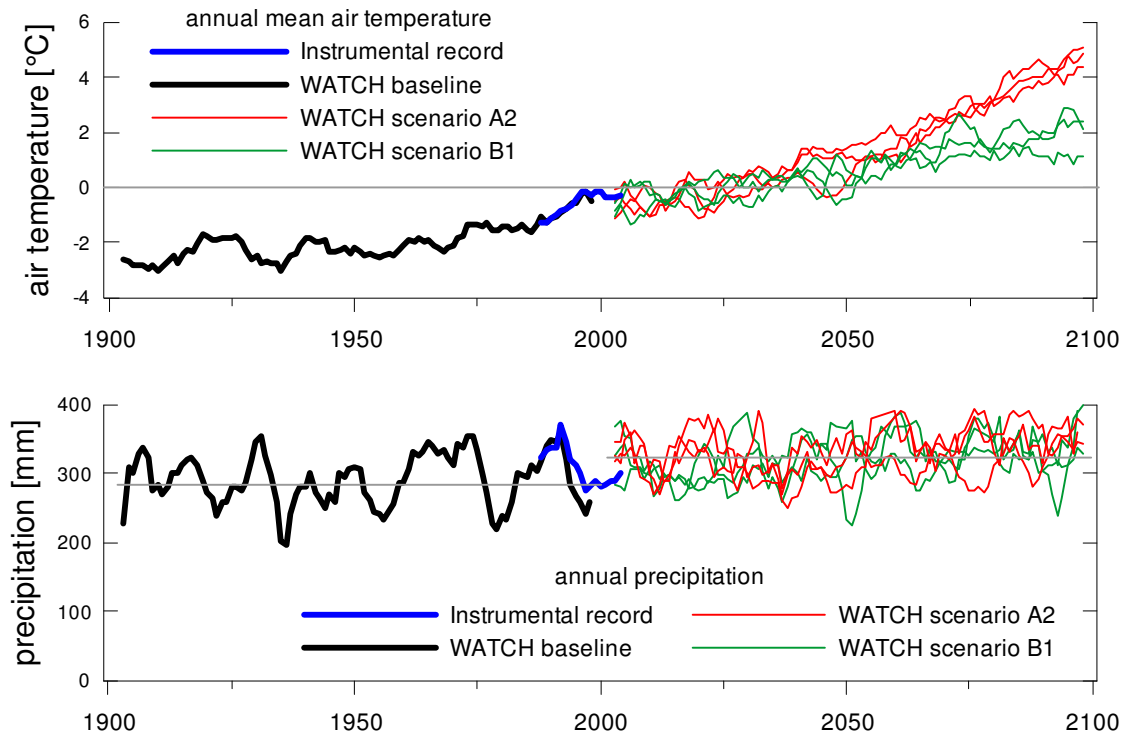 annual mean air temperature
Instrumental record
WATCH baseline
WATCH scenario A2
WATCH scenario B1
air temperature [°C]
6
4
2
0
-2
-4
1900 1950 2000 2050 2100
precipitation [mm]
400
300
200
100
0
annual precipitation
Instrumental record WATCH scenario A2
WATCH baseline WATCH scenario B1
1900 1950 2000 2050 2100